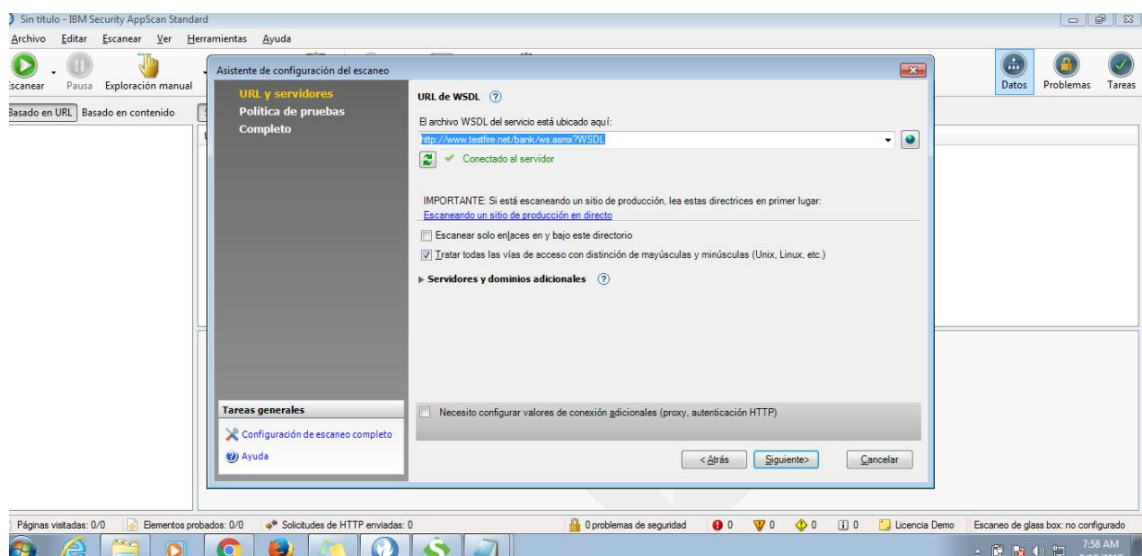 Sin título - IBM Security AppScan Standard
Archivo Editar Escanear Ver Herramientas Ayuda
Escanear Pausa Exploración manual
Datos Problemas Tareas
Basado en URL Basado en contenido
Asistente de configuración del escaneo
URL y servidores
Política de pruebas
Completo
URL de WSDL
El archivo WSDL del servicio está ubicado aquí:
http://www.testfire.net/bank/ws.asmx?WSDL
Conectado al servidor
IMPORTANTE: Si está escaneando un sitio de producción, lea estas directrices en primer lugar:
Escaneando un sitio de producción en directo
Escanear solo enlaces en y bajo este directorio
Tratar todas las vías de acceso con distinción de mayúsculas y minúsculas (Unix, Linux, etc.)
Servidores y dominios adicionales
Tareas generales
Configuración de escaneo completo
Ayuda
Necesito configurar valores de conexión adicionales (proxy, autenticación HTTP)
< Atrás Siguiente> Cancelar
Páginas visitadas: 0/0 Elementos probados: 0/0 Solicitudes de HTTP enviadas: 0 0 problemas de seguridad 0 0 0 0 Licencia Demo Escaneo de glass box: no configurado
7:58 AM